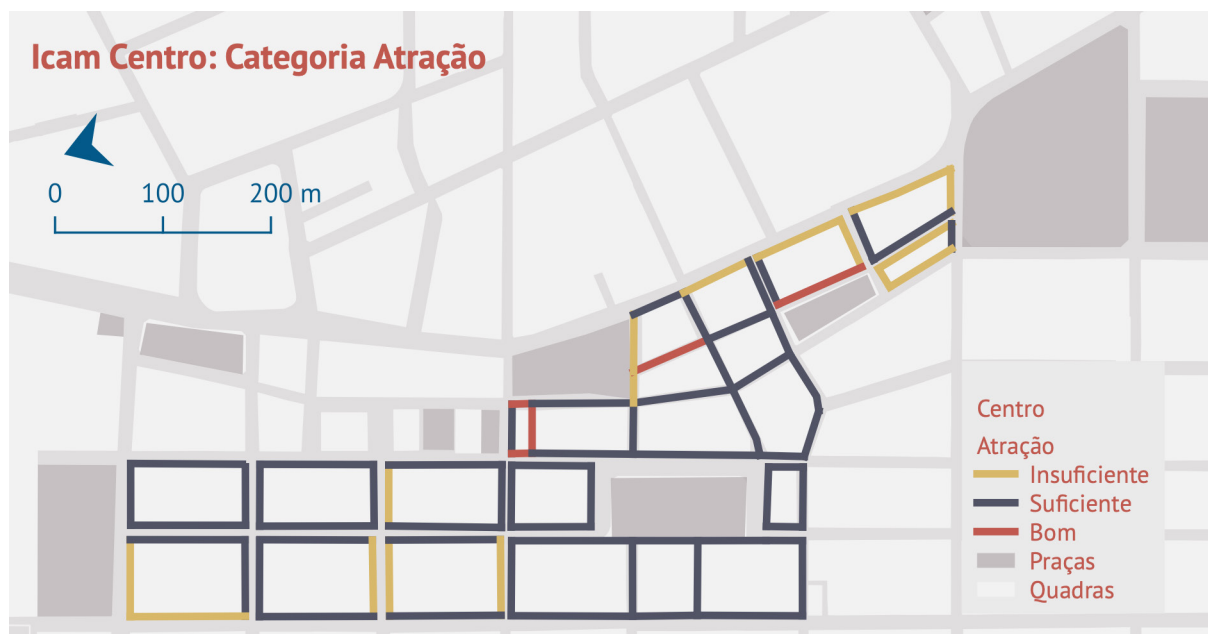 Icam Centro: Categoria Atração
0 100 200 m
Centro
Atração
Insuficiente
Suficiente
Bom
Praças
Quadras